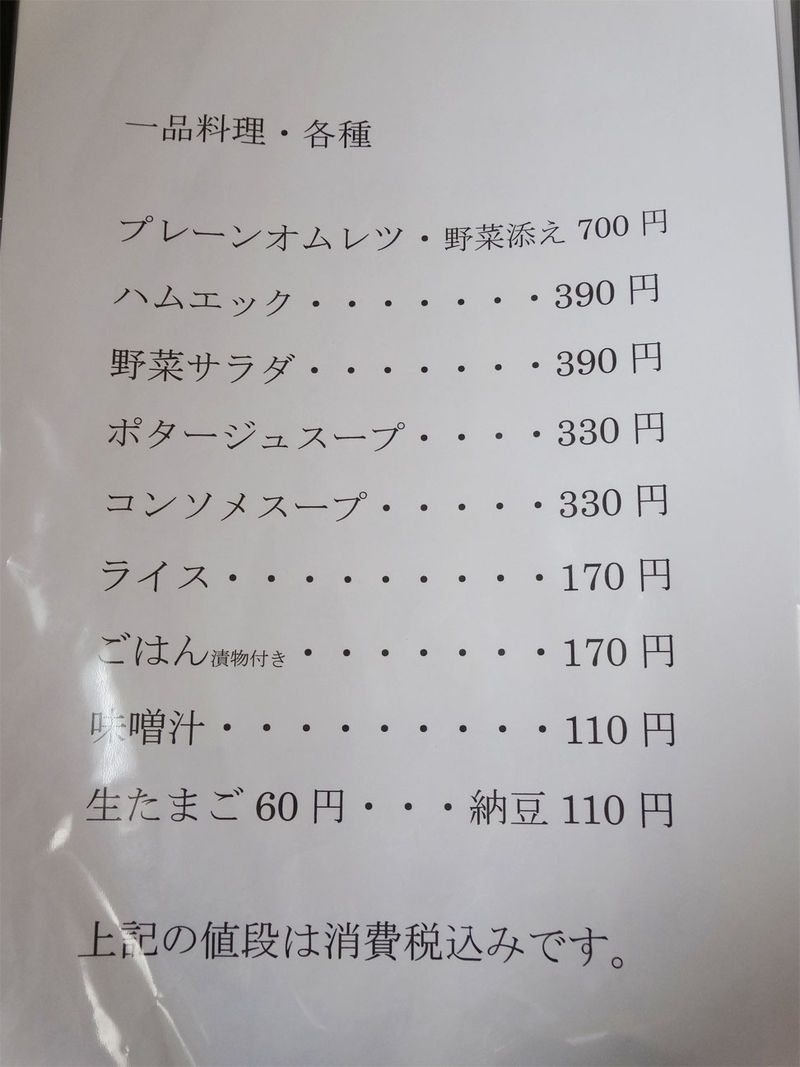 一品料理・各種
プレーンオムレツ・野菜添え 700 円
ハムエック・・・・・・・390 円
野菜サラダ・・・・・・・390 円
ポタージュスープ・・・・330 円
コンソメスープ・・・・・330 円
ライス・・・・・・・・・170 円
ごはん漬物付き・・・・・・・170 円
味噌汁・・・・・・・・・110 円
生たまご 60 円・・・納豆 110 円
上記の値段は消費税込みです。